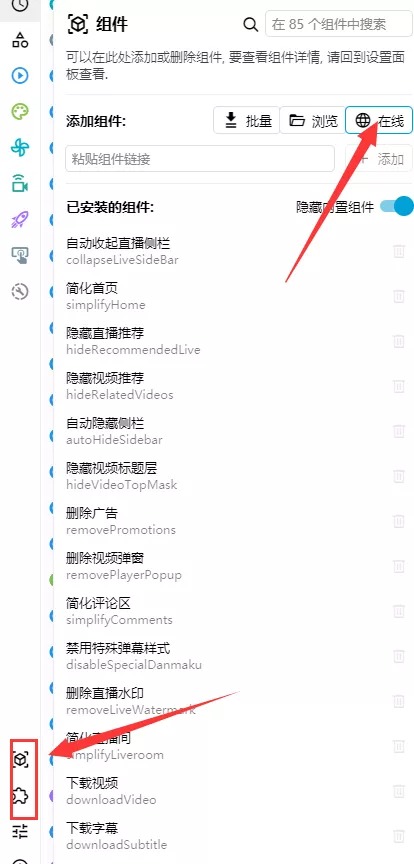 组件
在 85 个组件中搜索
可以在此处添加或删除组件, 要查看组件详情, 请回到设置面
板查看.
添加组件:
批量
浏览
在线
粘贴组件链接
添加
已安装的组件:
隐藏内置组件
自动收起直播侧栏
collapseLiveSideBar
简化首页
simplifyHome
隐藏直播推荐
hideRecommendedLive
隐藏视频推荐
hideRelatedVideos
自动隐藏侧栏
autoHideSidebar
隐藏视频标题层
hideVideoTopMask
删除广告
removePromotions
删除视频弹窗
removePlayerPopup
简化评论区
simplifyComments
禁用特殊弹幕样式
disableSpecialDanmaku
删除直播水印
removeLiveWatermark
简化直播间
simplifyLiveroom
下载视频
downloadVideo
下载字幕
downloadSubtitle